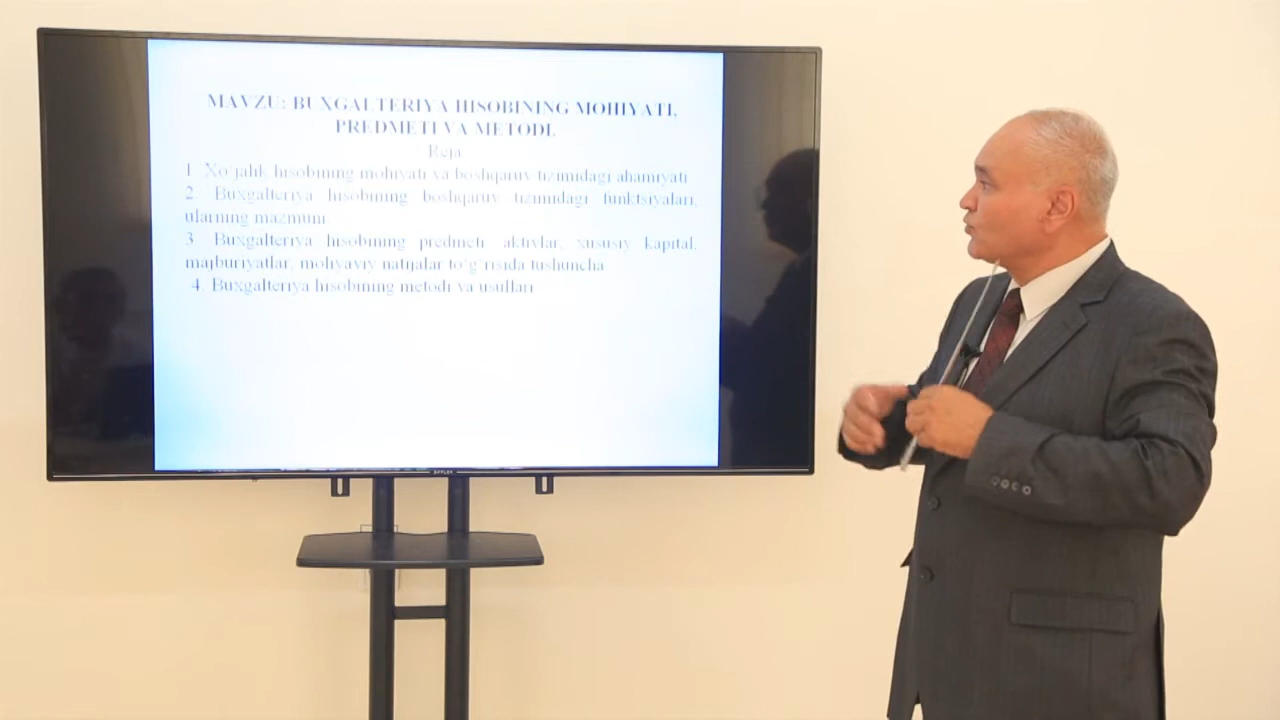 MAVZU: BUXGALTERIYA HISOBINING MOHIYATI,
PREDMETI VA METODI.
Reja
1. Xo'jalik hisobining mohiyati va boshqaruv tizimidagi ahamiyati
2. Buxgalteriya hisobining boshqaruv tizimidagi funktsiyalari,
ularning mazmuni
3. Buxgalteriya hisobining predmeti aktivlar, xususiy kapital,
majburiyatlar, moliyaviy natijalar to'g'risida tushuncha
4. Buxgalteriya hisobining metodi va usullari